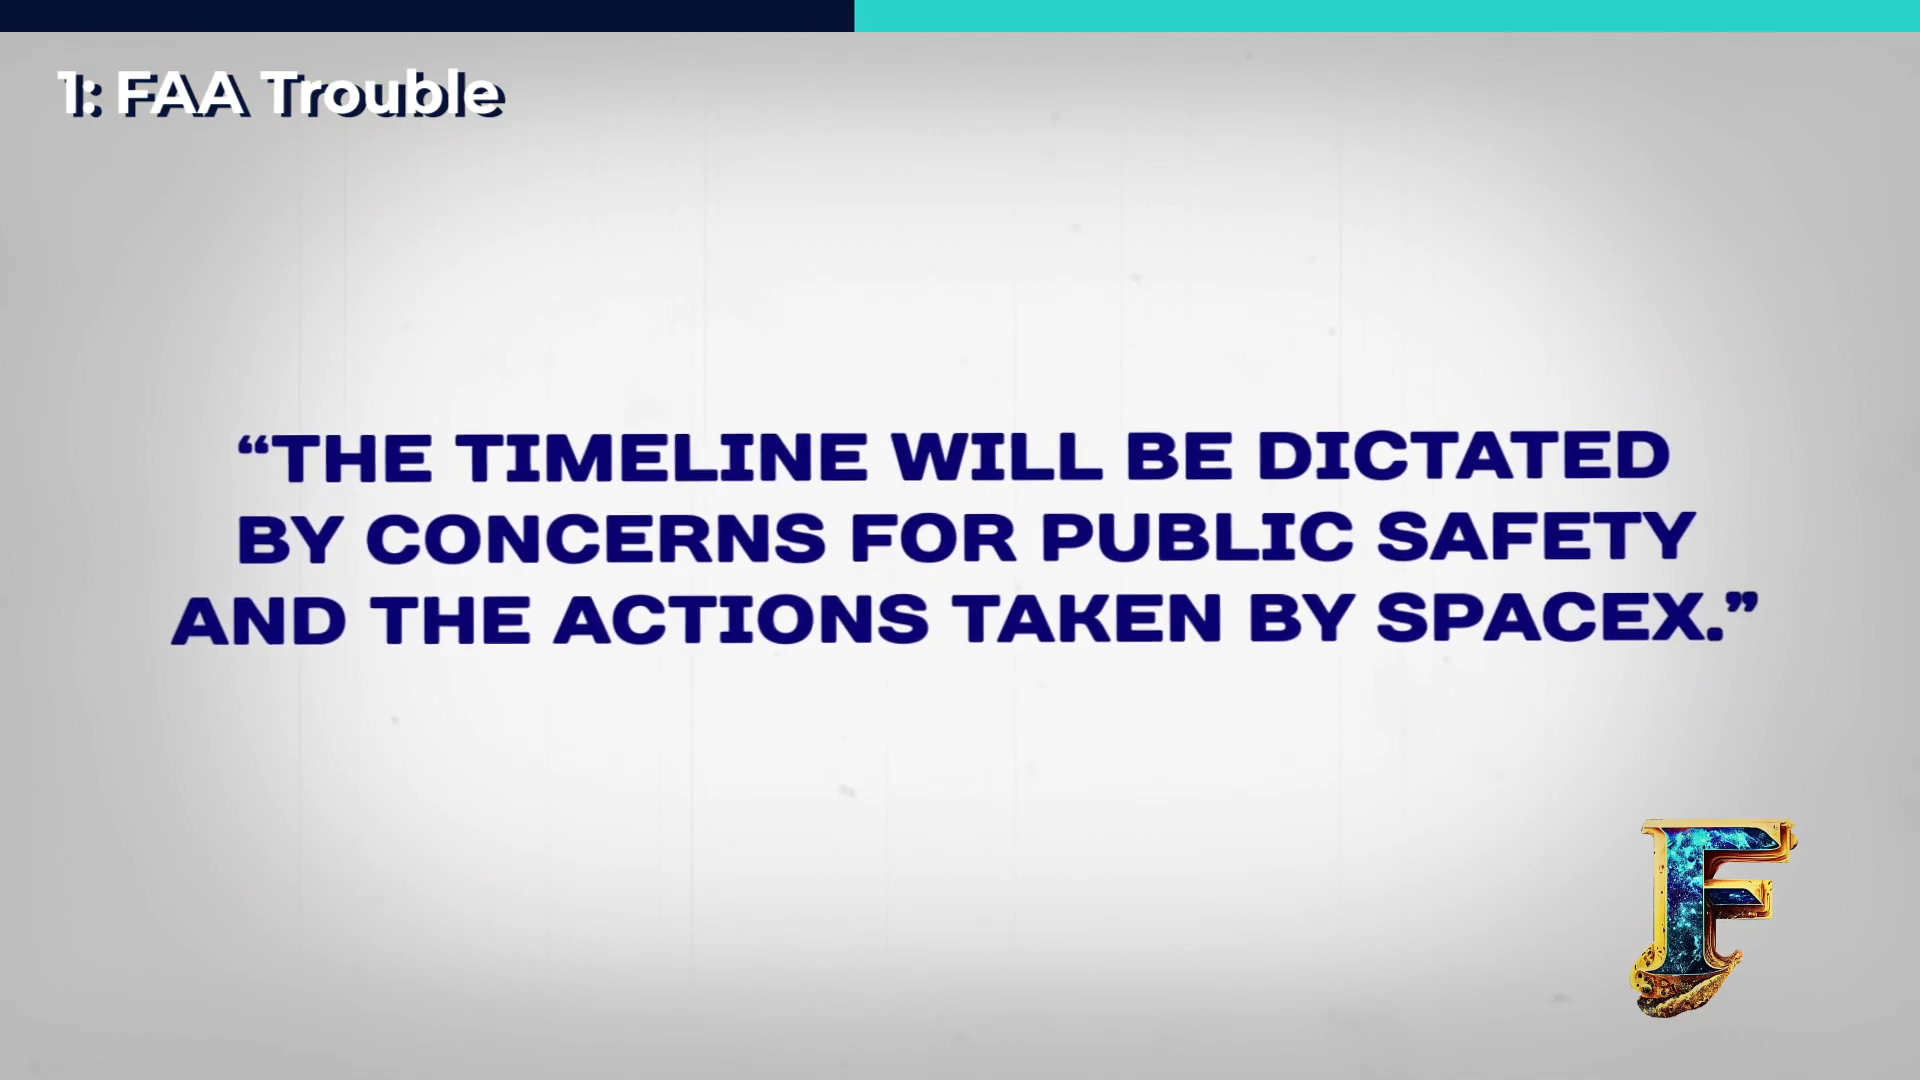 1: FAA Trouble
“THE TIMELINE WILL BE DICTATED
BY CONCERNS FOR PUBLIC SAFETY
AND THE ACTIONS TAKEN BY SPACEX.”
F